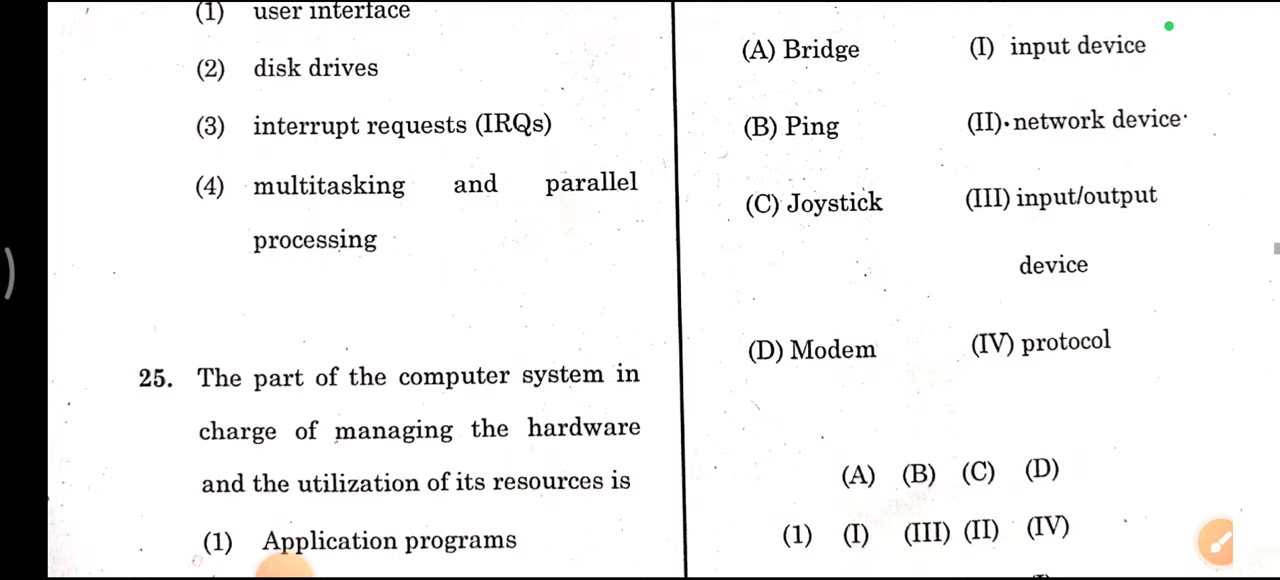 (1) user interface
(2) disk drives
(3) interrupt requests (IRQs)
(4) multitasking and parallel
processing
25. The part of the computer system in
charge of managing the hardware
and the utilization of its resources is
(1) Application programs
(A) Bridge (I) input device
(B) Ping (II) network device
(C) Joystick (III) input/output
device
(D) Modem (IV) protocol
(A) (B) (C) (D)
(1) (I) (III) (II) (IV)